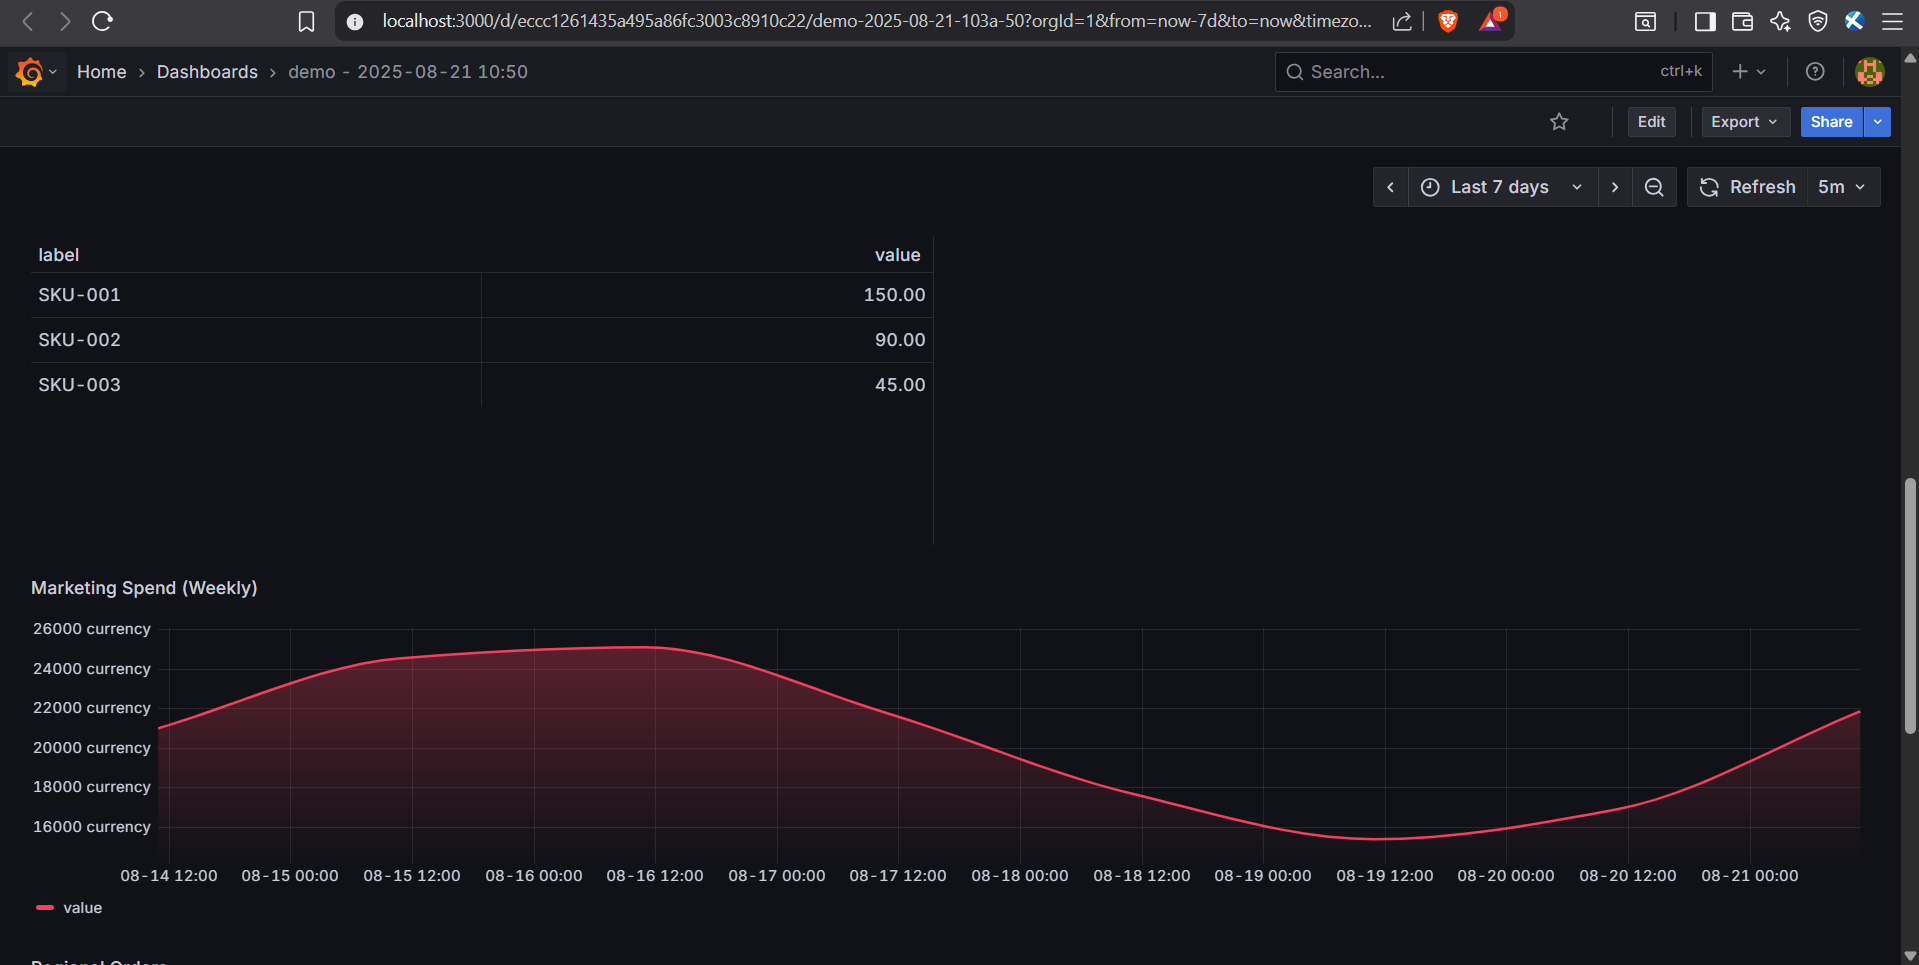 localhost:3000/d/eccc1261435a495a86fc3003c8910c22/demo-2025-08-21-103a-50?orgId=1&from=now-7d&to=now&timezo...
1
Home › Dashboards › demo - 2025-08-21 10:50
Search...
ctrl+k
Edit
Export
Share
Last 7 days
Refresh
5m
label value
SKU-001 150.00
SKU-002 90.00
SKU-003 45.00
Marketing Spend (Weekly)
26000 currency
24000 currency
22000 currency
20000 currency
18000 currency
16000 currency
08-14 12:00 08-15 00:00 08-15 12:00 08-16 00:00 08-16 12:00 08-17 00:00 08-17 12:00 08-18 00:00 08-18 12:00 08-19 00:00 08-19 12:00 08-20 00:00 08-20 12:00 08-21 00:00
value
Regional Orders